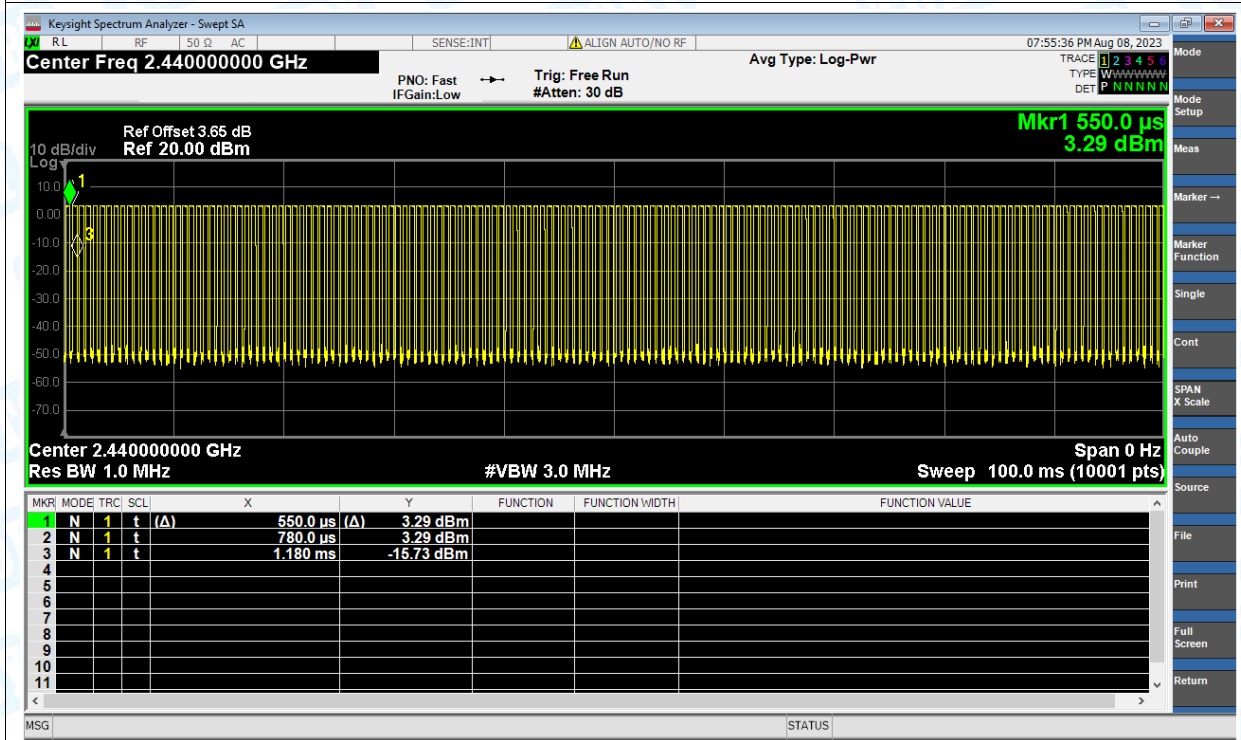 Keysight Spectrum Analyzer - Swept SA
LXI RL RF 50 Ω AC SENSE:INT ALIGN AUTO/NO RF 07:55:36 PM Aug 08, 2023
Center Freq 2.440000000 GHz
PNO: Fast
IFGain:Low
Trig: Free Run
#Atten: 30 dB
Avg Type: Log-Pwr
TRACE 1 2 3 4 5 6
TYPE WWWWWW
DET P N N N N N
Mkr1 550.0 µs
3.29 dBm
Ref Offset 3.65 dB
10 dB/div Ref 20.00 dBm
Log
10.0
0.00
-10.0
-20.0
-30.0
-40.0
-50.0
-60.0
-70.0
1
3
Center 2.440000000 GHz Span 0 Hz
Res BW 1.0 MHz #VBW 3.0 MHz Sweep 100.0 ms (10001 pts)
MKR MODE TRC SCL X Y FUNCTION FUNCTION WIDTH FUNCTION VALUE
1 N 1 t (Δ) 550.0 µs (Δ) 3.29 dBm
2 N 1 t 780.0 µs 3.29 dBm
3 N 1 t 1.180 ms -15.73 dBm
4
5
6
7
8
9
10
11
MSG STATUS
Mode
Mode
Setup
Meas
Marker →
Marker
Function
Single
Cont
SPAN
X Scale
Auto
Couple
Source
File
Print
Full
Screen
Return